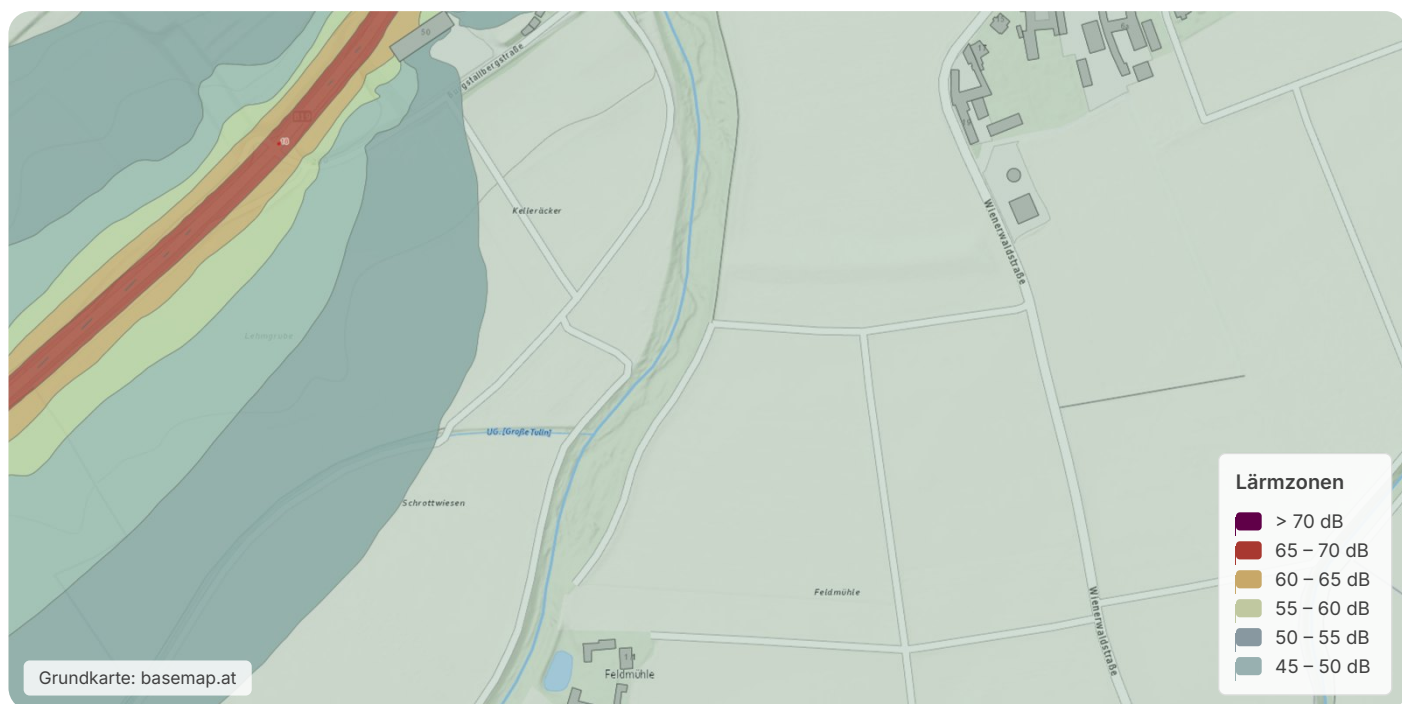 50
Kelleräcker
Wienerwaldstraße
Lehmgrube
UG. [Große Tulln]
Schrottwiesen
Feldmühle
Wienerwaldstraße
Feldmühle
Lärmzonen
> 70 dB
65 – 70 dB
60 – 65 dB
55 – 60 dB
50 – 55 dB
45 – 50 dB
Grundkarte: basemap.at